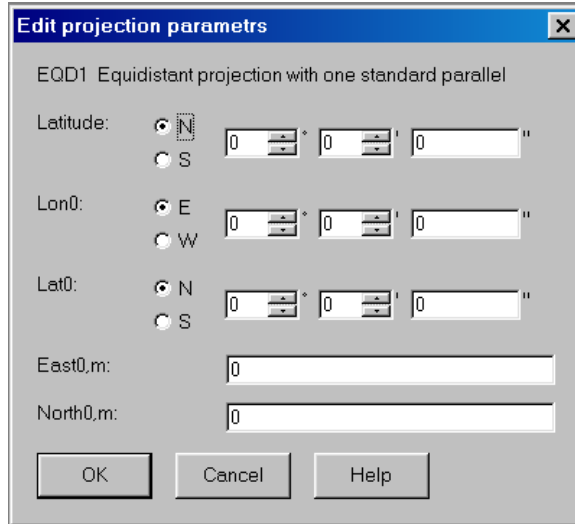 Edit projection parametrs
EQD1 Equidistant projection with one standard parallel
Latitude: N 0 ° 0 ' 0 "
S
Lon0: E 0 ° 0 ' 0 "
W
Lat0: N 0 ° 0 ' 0 "
S
East0,m: 0
North0,m: 0
OK Cancel Help